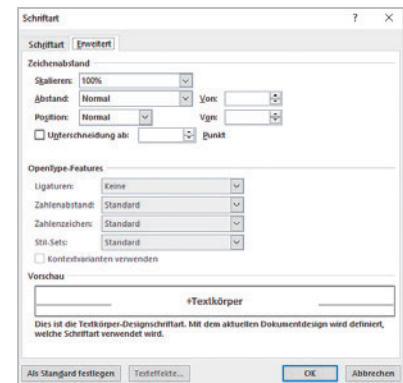 Schriftart ? ×
Schriftart Erweitert
Zeichenabstand
Skalieren: 100%
Abstand: Normal Von:
Position: Normal Von:
Unterschneidung ab: Punkt
OpenType-Features
Ligaturen: Keine
Zahlenabstand: Standard
Zahlenzeichen: Standard
Stil-Sets: Standard
Kontextvarianten verwenden
Vorschau
+Textkörper
Dies ist die Textkörper-Designschriftart. Mit dem aktuellen Dokumentdesign wird definiert,
welche Schriftart verwendet wird.
Als Standard festlegen Texteffekte... OK Abbrechen